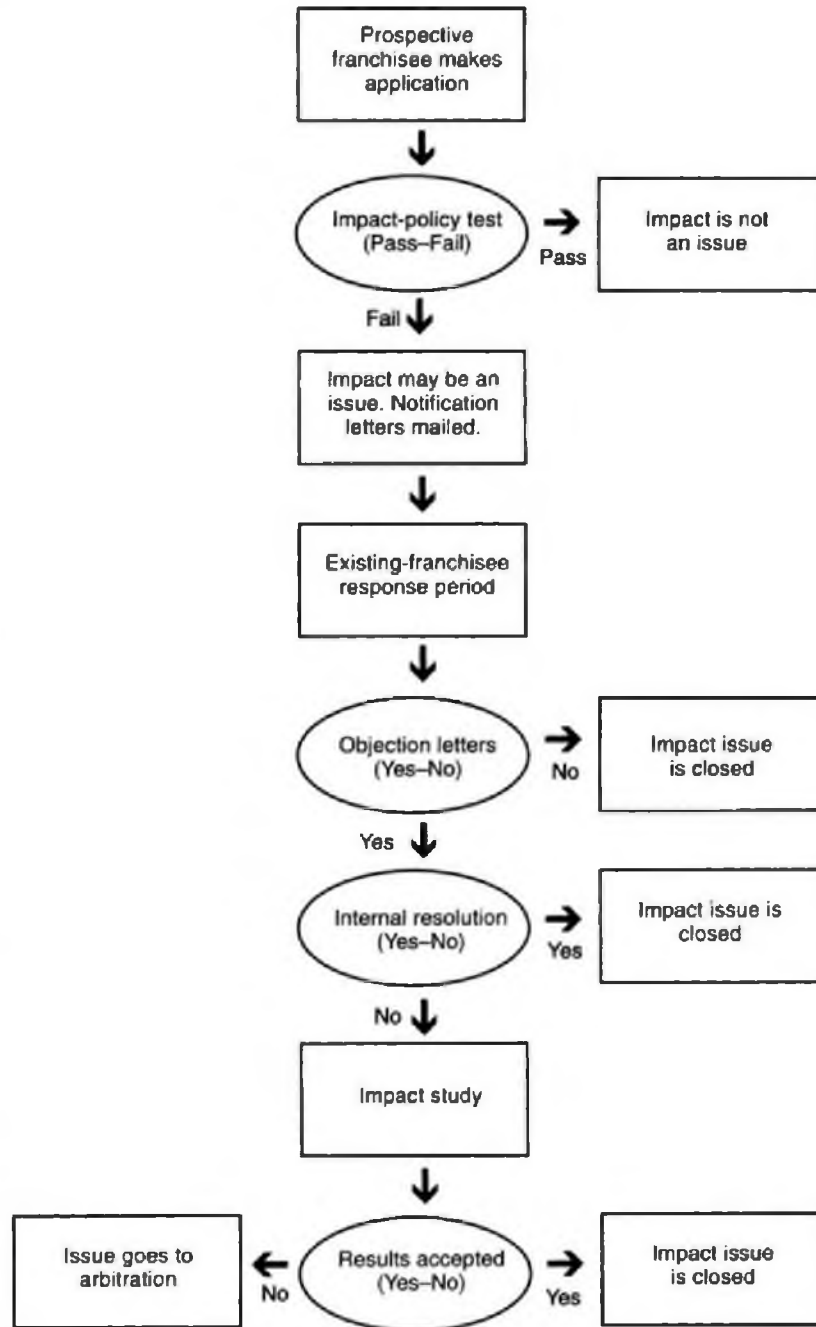 Prospective
franchisee makes
application
Impact-policy test
(Pass–Fail)
Pass
Impact is not
an issue
Fail
Impact may be an
issue. Notification
letters mailed.
Existing-franchisee
response period
Objection letters
(Yes–No)
No
Impact issue
is closed
Yes
Internal resolution
(Yes–No)
Yes
Impact issue is
closed
No
Impact study
Issue goes to
arbitration
No
Results accepted
(Yes–No)
Yes
Impact issue
is closed